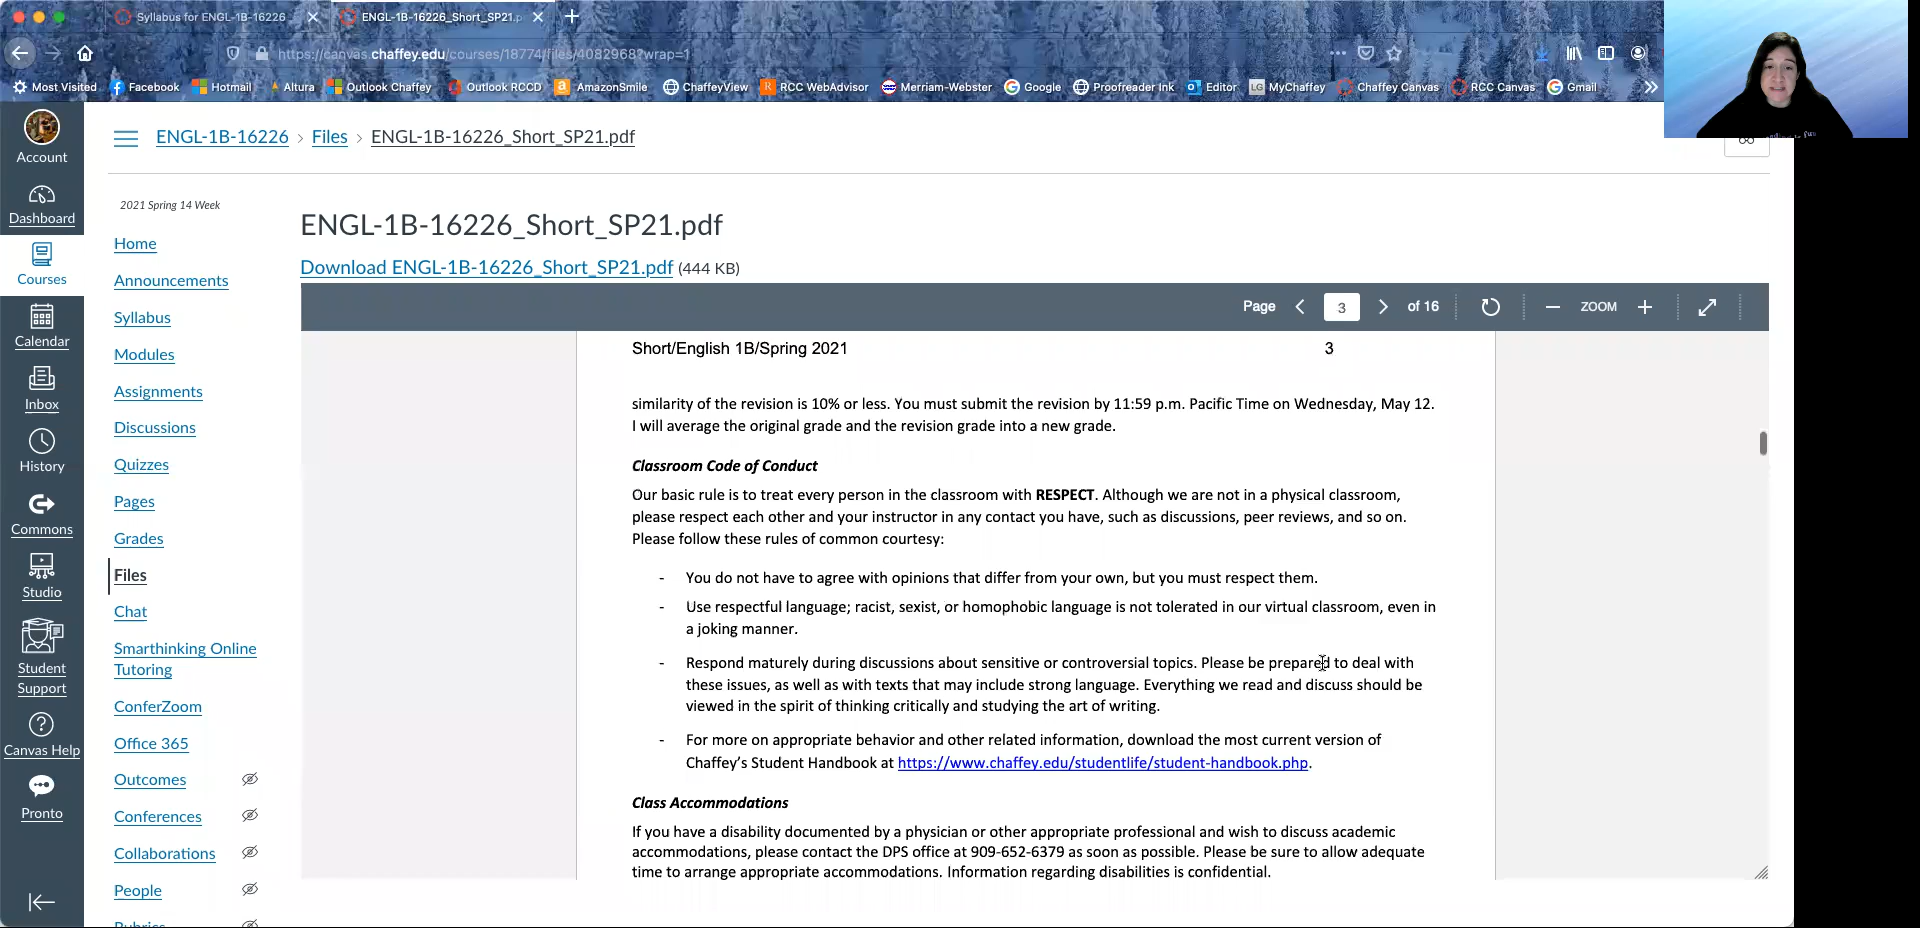 Syllabus for ENGL-1B-16226
ENGL-1B-16226_Short_SP21.p
https://canvas.chaffey.edu/courses/18774/files/4082968?wrap=1
Most Visited Facebook Hotmail Altura Outlook Chaffey Outlook RCCD AmazonSmile ChaffeyView RCC WebAdvisor Merriam-Webster Google Proofreader Ink Editor MyChaffey Chaffey Canvas RCC Canvas Gmail
Account
Dashboard
Courses
Calendar
Inbox
History
Commons
Studio
Student
Support
Canvas Help
Pronto
ENGL-1B-16226 > Files > ENGL-1B-16226_Short_SP21.pdf
2021 Spring 14 Week
Home
Announcements
Syllabus
Modules
Assignments
Discussions
Quizzes
Pages
Grades
Files
Chat
Smarthinking Online
Tutoring
ConferZoom
Office 365
Outcomes
Conferences
Collaborations
People
Rubrics
ENGL-1B-16226_Short_SP21.pdf
Download ENGL-1B-16226_Short_SP21.pdf (444 KB)
Page 3 of 16 ZOOM
Short/English 1B/Spring 2021 3
similarity of the revision is 10% or less. You must submit the revision by 11:59 p.m. Pacific Time on Wednesday, May 12.
I will average the original grade and the revision grade into a new grade.
Classroom Code of Conduct
Our basic rule is to treat every person in the classroom with RESPECT. Although we are not in a physical classroom,
please respect each other and your instructor in any contact you have, such as discussions, peer reviews, and so on.
Please follow these rules of common courtesy:
- You do not have to agree with opinions that differ from your own, but you must respect them.
- Use respectful language; racist, sexist, or homophobic language is not tolerated in our virtual classroom, even in
a joking manner.
- Respond maturely during discussions about sensitive or controversial topics. Please be prepared to deal with
these issues, as well as with texts that may include strong language. Everything we read and discuss should be
viewed in the spirit of thinking critically and studying the art of writing.
- For more on appropriate behavior and other related information, download the most current version of
Chaffey's Student Handbook at https://www.chaffey.edu/studentlife/student-handbook.php.
Class Accommodations
If you have a disability documented by a physician or other appropriate professional and wish to discuss academic
accommodations, please contact the DPS office at 909-652-6379 as soon as possible. Please be sure to allow adequate
time to arrange appropriate accommodations. Information regarding disabilities is confidential.